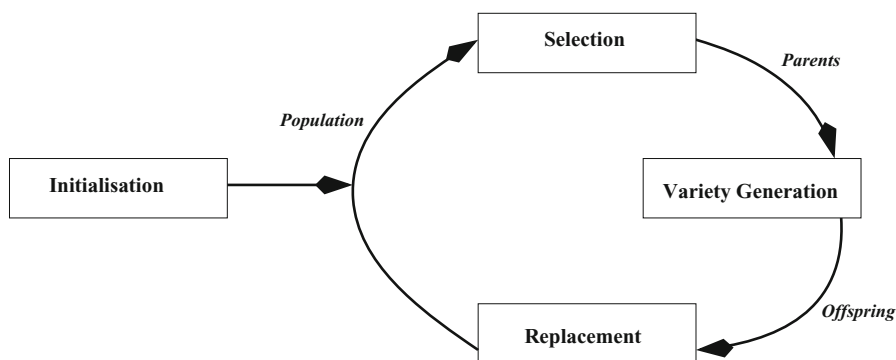 Selection
Parents
Population
Initialisation
Variety Generation
Offspring
Replacement